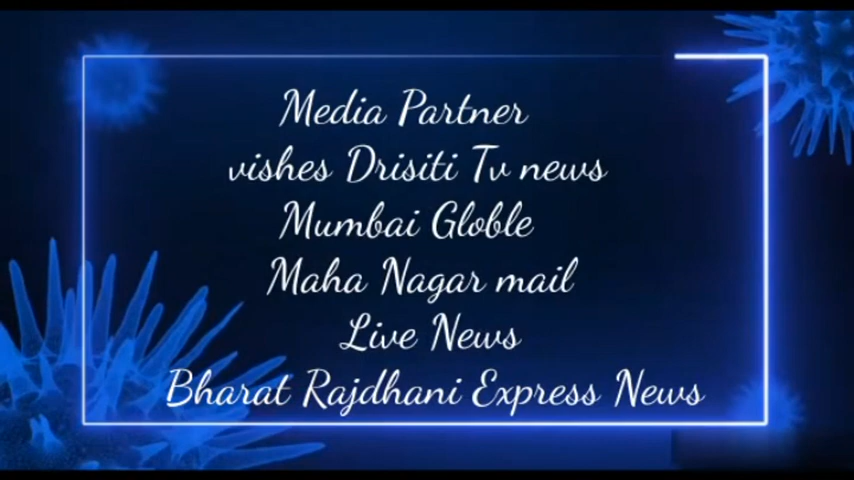 Media Partner
vishes Drisiti Tv news
Mumbai Globle
Maha Nagar mail
Live News
Bharat Rajdhani Express News